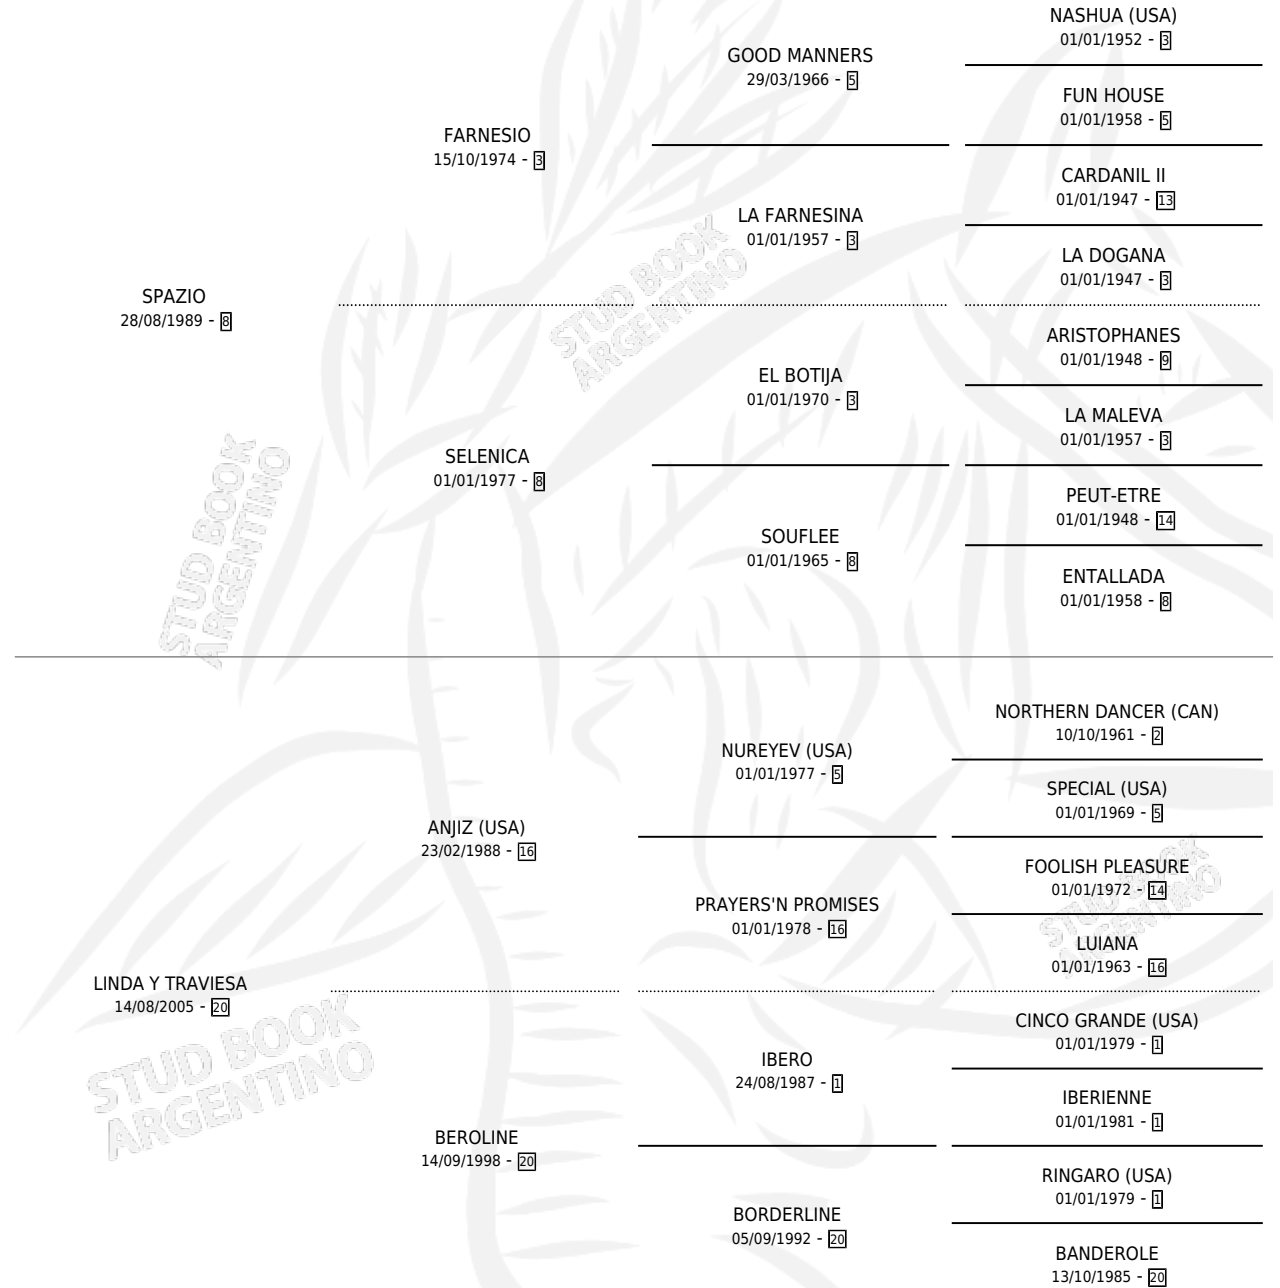 NASHUA (USA)
01/01/1952 - 3
GOOD MANNERS
29/03/1966 - 5
FUN HOUSE
01/01/1958 - 5
FARNESIO
15/10/1974 - 3
CARDANIL II
01/01/1947 - 13
LA FARNESINA
01/01/1957 - 3
LA DOGANA
01/01/1947 - 3
SPAZIO
28/08/1989 - 8
STUD BOOK
ARGENTINO
ARISTOPHANES
01/01/1948 - 9
EL BOTIJA
01/01/1970 - 3
LA MALEVA
01/01/1957 - 3
SELENICA
01/01/1977 - 8
PEUT-ETRE
01/01/1948 - 14
SOUFLEE
01/01/1965 - 8
ENTALLADA
01/01/1958 - 8
STUD BOOK
ARGENTINO
NORTHERN DANCER (CAN)
10/10/1961 - 2
NUREYEV (USA)
01/01/1977 - 5
SPECIAL (USA)
01/01/1969 - 5
ANJIZ (USA)
23/02/1988 - 16
FOOLISH PLEASURE
01/01/1972 - 14
PRAYERS'N PROMISES
01/01/1978 - 16
LUIANA
01/01/1963 - 16
STUD BOOK
ARGENTINO
LINDA Y TRAVIESA
14/08/2005 - 20
CINCO GRANDE (USA)
01/01/1979 - 1
IBERO
24/08/1987 - 1
IBERIENNE
01/01/1981 - 1
BEROLINE
14/09/1998 - 20
RINGARO (USA)
01/01/1979 - 1
BORDERLINE
05/09/1992 - 20
BANDEROLE
13/10/1985 - 20
STUD BOOK
ARGENTINO